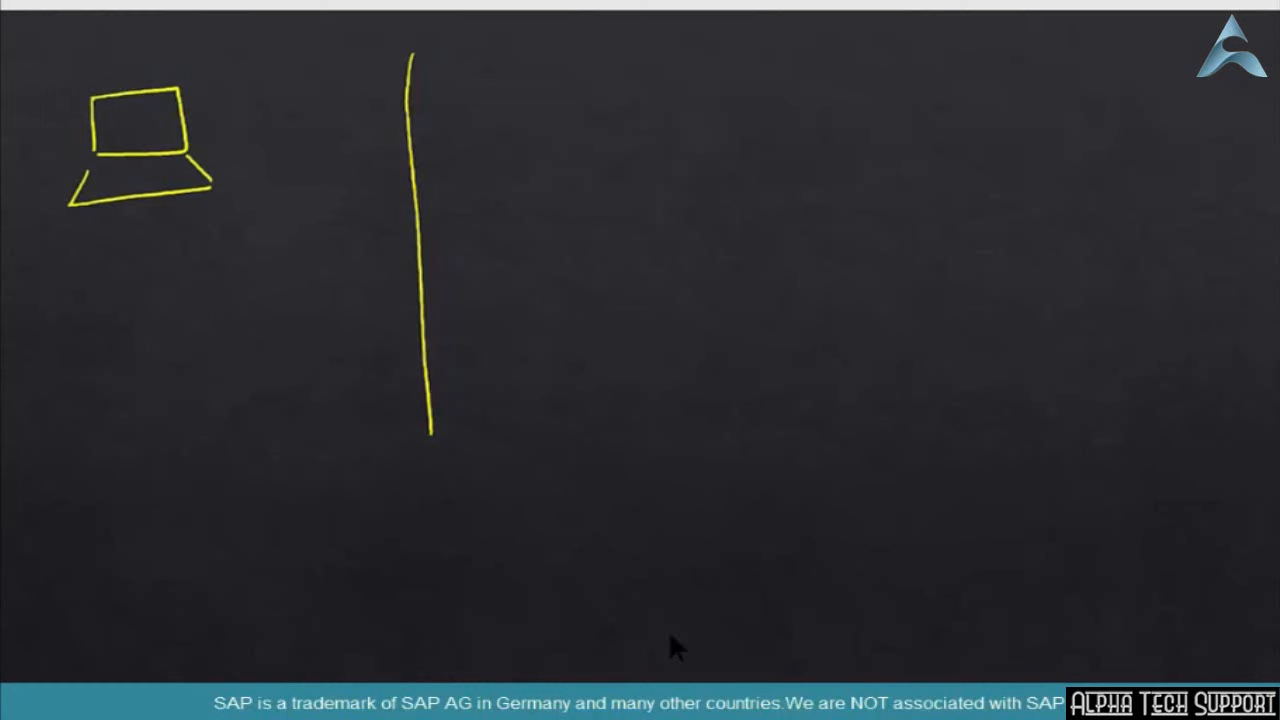 SAP is a trademark of SAP AG in Germany and many other countries.We are NOT associated with SAP
ALPHA TECH SUPPORT